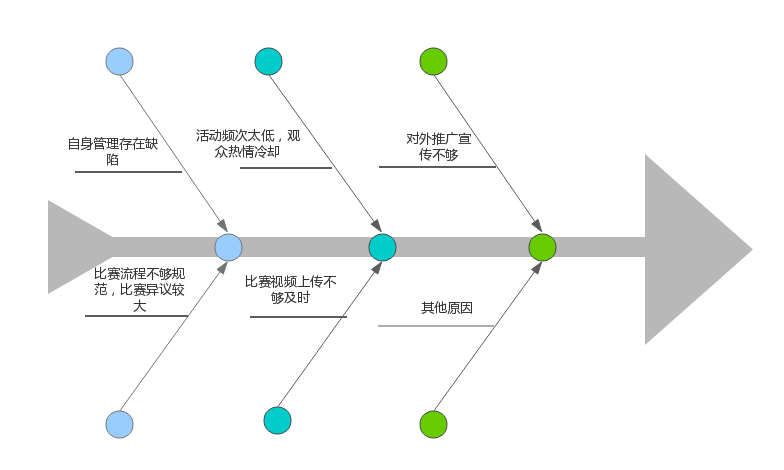 自身管理存在缺
陷
活动频次太低，观
众热情冷却
对外推广宣
传不够
比赛流程不够规
范，比赛异议较
大
比赛视频上传不
够及时
其他原因